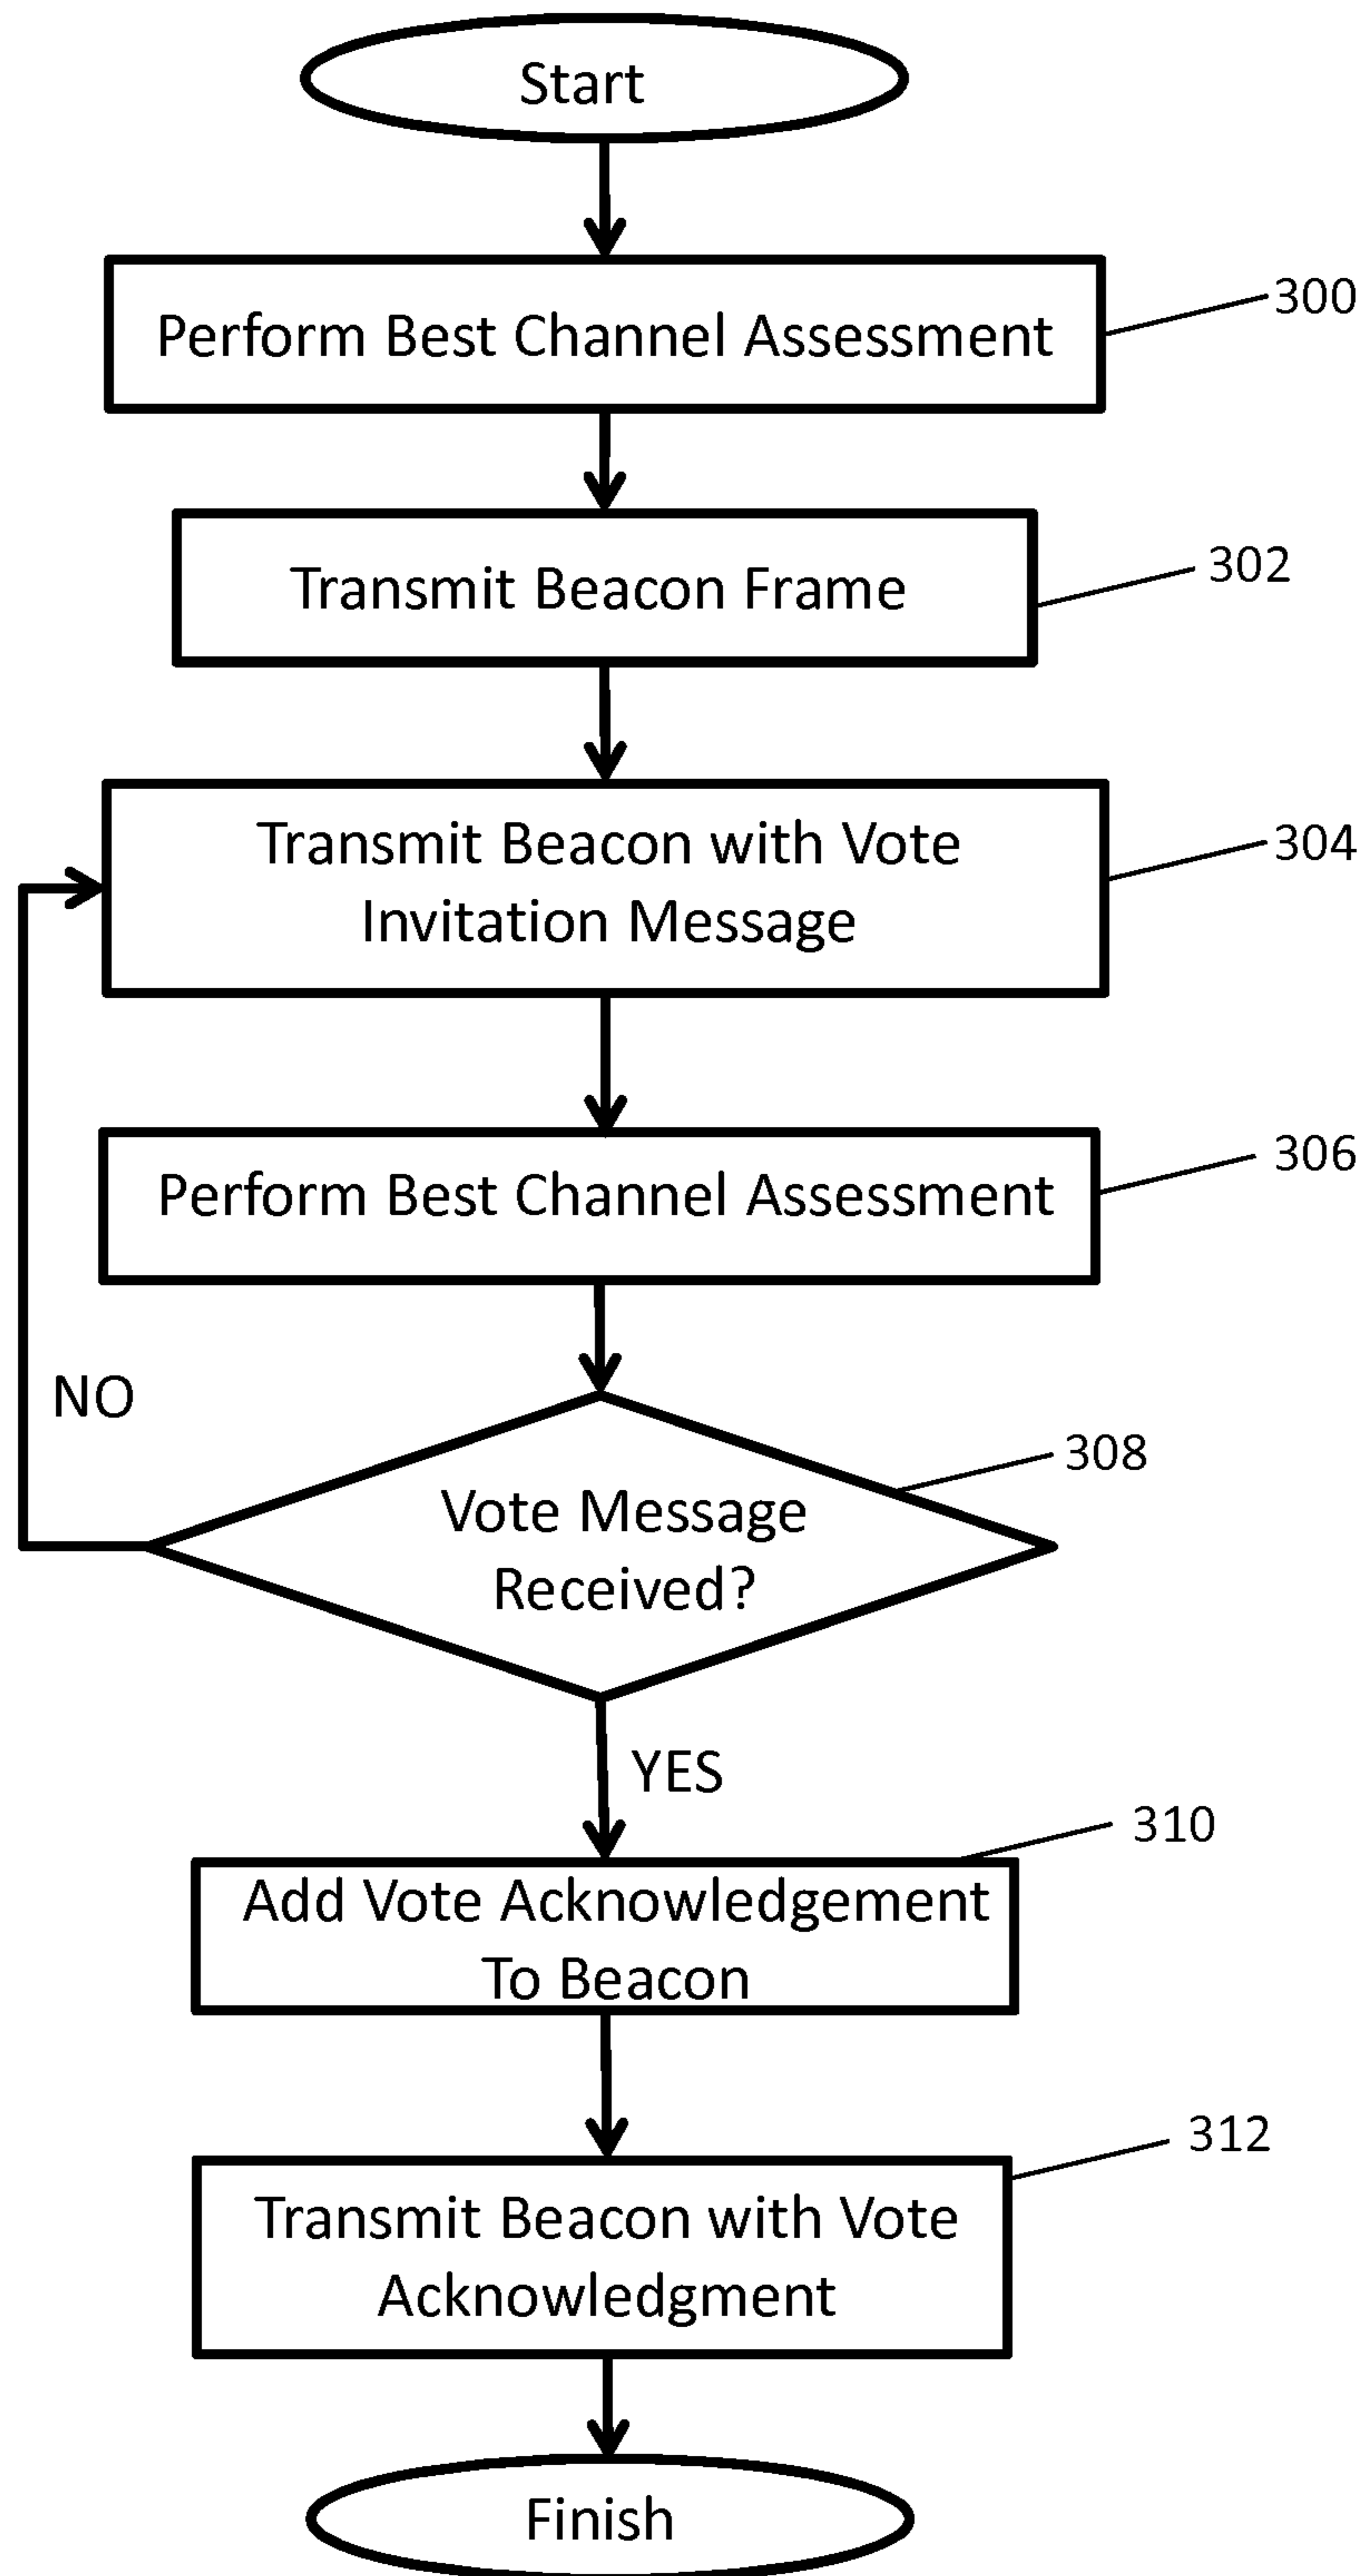 Start
Perform Best Channel Assessment
300
Transmit Beacon Frame
302
Transmit Beacon with Vote
Invitation Message
304
Perform Best Channel Assessment
306
NO
Vote Message
Received?
308
YES
310
Add Vote Acknowledgement
To Beacon
312
Transmit Beacon with Vote
Acknowledgment
Finish